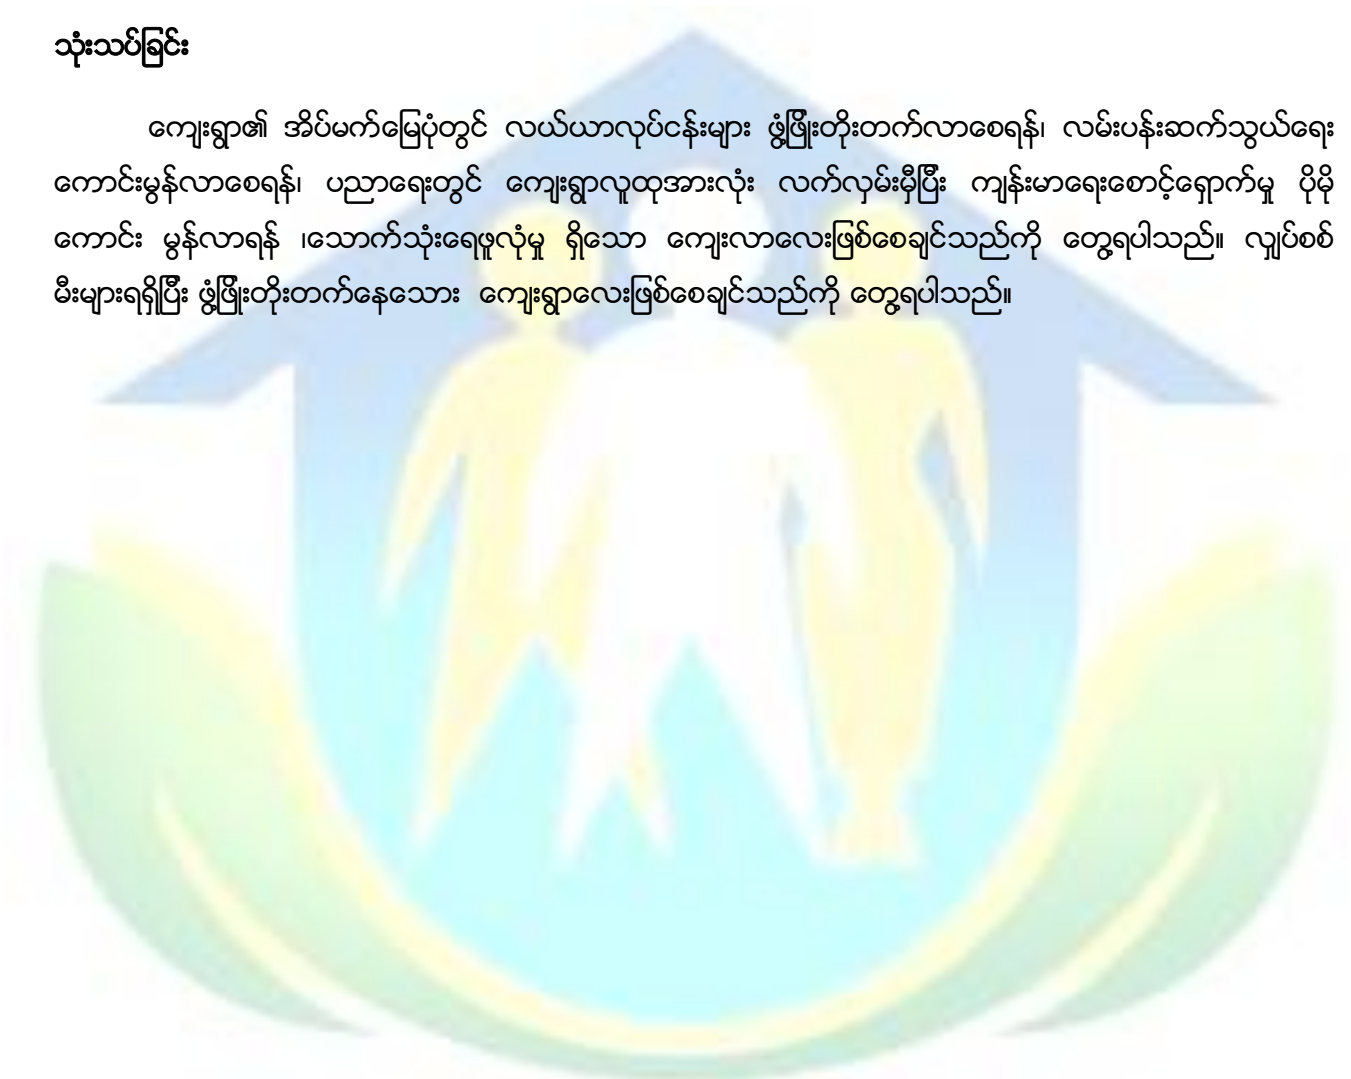 သုံးသပ်ခြင်း
ကျေးရွာ၏ အိပ်မက်မြေပုံတွင် လယ်ယာလုပ်ငန်းများ ဖွံ့ဖြိုးတိုးတက်လာစေရန်၊ လမ်းပန်းဆက်သွယ်ရေး
ကောင်းမွန်လာစေရန်၊ ပညာရေးတွင် ကျေးရွာလူထုအားလုံး လက်လှမ်းမှီပြီး ကျန်းမာရေးစောင့်ရှောက်မှု ပိုမို
ကောင်း မွန်လာရန် ၊သောက်သုံးရေဖူလုံမှု ရှိသော ကျေးလာလေးဖြစ်စေချင်သည်ကို တွေ့ရပါသည်။ လျှပ်စစ်
မီးများရရှိပြီး ဖွံ့ဖြိုးတိုးတက်နေသေား ကျေးရွာလေးဖြစ်စေချင်သည်ကို တွေ့ရပါသည်။